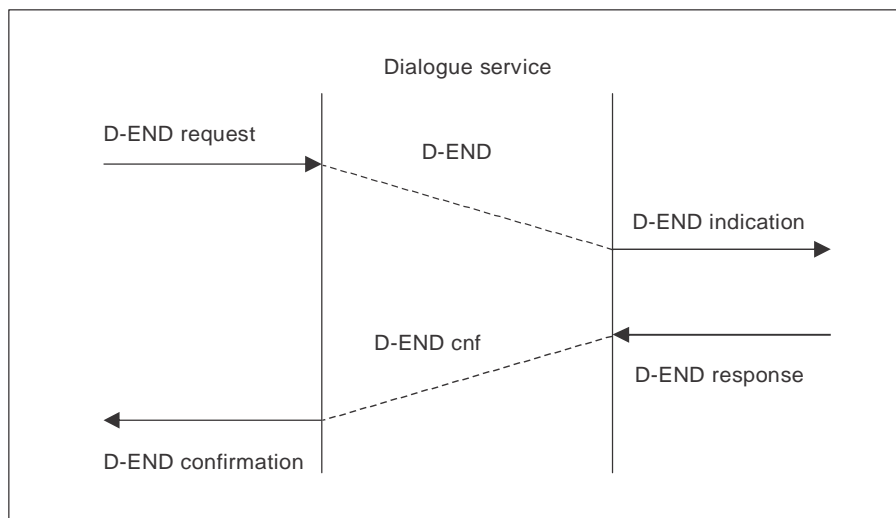 Dialogue service
D-END request
D-END
D-END indication
D-END cnf
D-END response
D-END confirmation